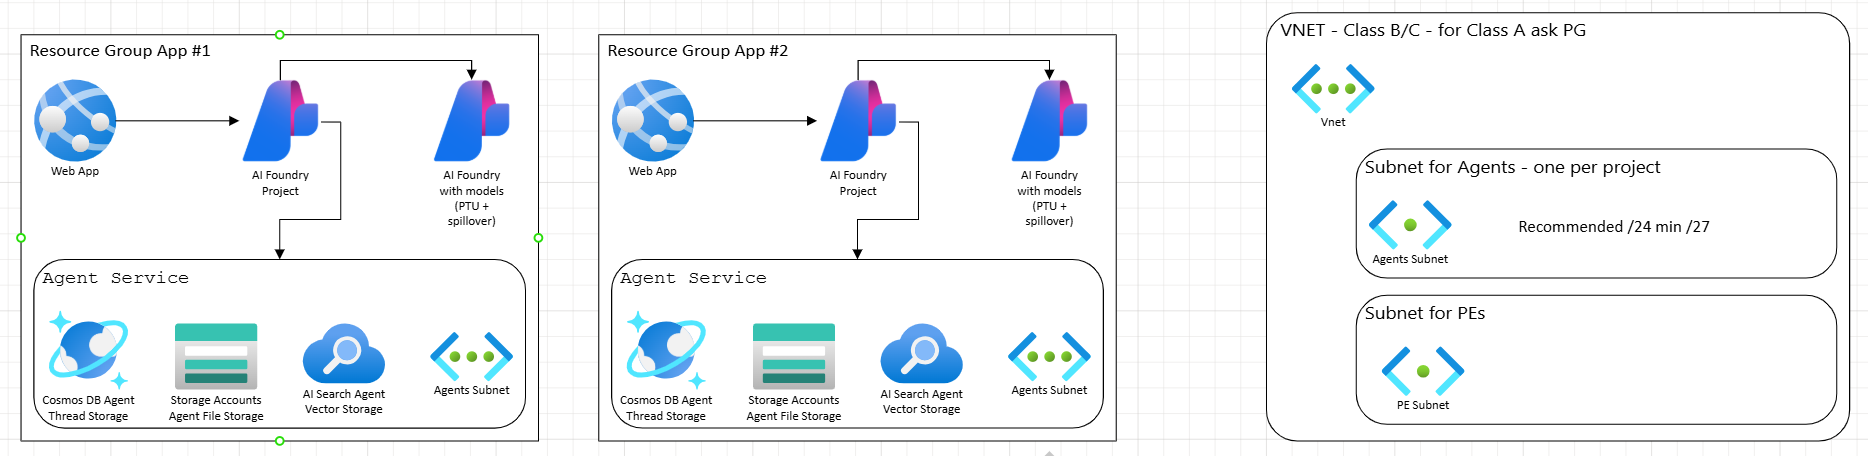 Resource Group App #1
Web App
AI Foundry
Project
AI Foundry
with models
(PTU +
spillover)
Agent Service
Cosmos DB Agent
Thread Storage
Storage Accounts
Agent File Storage
AI Search Agent
Vector Storage
Agents Subnet
Resource Group App #2
Web App
AI Foundry
Project
AI Foundry
with models
(PTU +
spillover)
Agent Service
Cosmos DB Agent
Thread Storage
Storage Accounts
Agent File Storage
AI Search Agent
Vector Storage
Agents Subnet
VNET - Class B/C - for Class A ask PG
Vnet
Subnet for Agents - one per project
Agents Subnet
Recommended /24 min /27
Subnet for PEs
PE Subnet